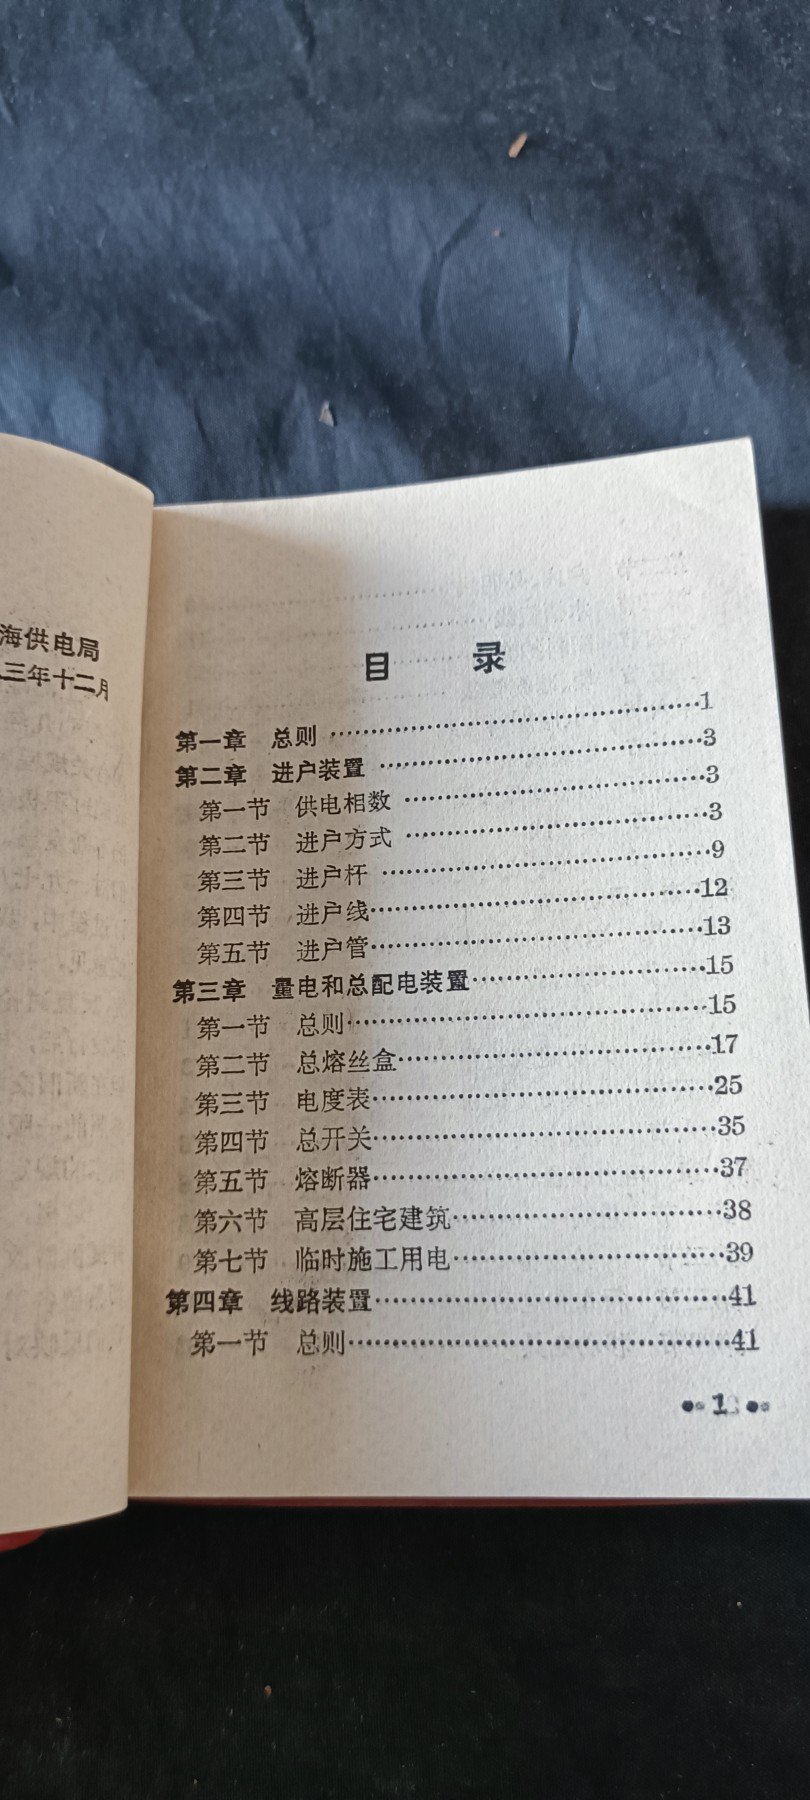 海供电局
三年十二月
目 录
第一章 总则 …… 1
第二章 进户装置 …… 3
第一节 供电相数 …… 3
第二节 进户方式 …… 3
第三节 进户杆 …… 9
第四节 进户线 …… 12
第五节 进户管 …… 13
第三章 量电和总配电装置 …… 15
第一节 总则 …… 15
第二节 总熔丝盒 …… 17
第三节 电度表 …… 25
第四节 总开关 …… 35
第五节 熔断器 …… 37
第六节 高层住宅建筑 …… 38
第七节 临时施工用电 …… 39
第四章 线路装置 …… 41
第一节 总则 …… 41
• 1 •